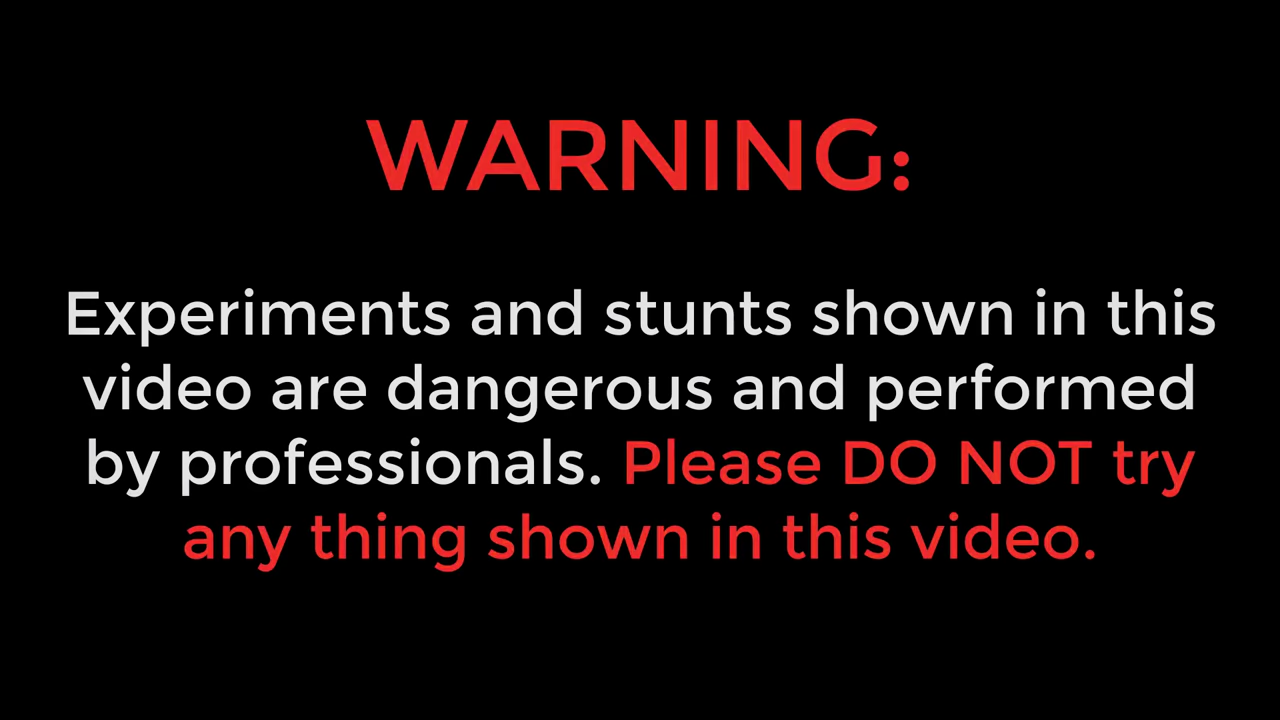 WARNING:
Experiments and stunts shown in this
video are dangerous and performed
by professionals. Please DO NOT try
any thing shown in this video.